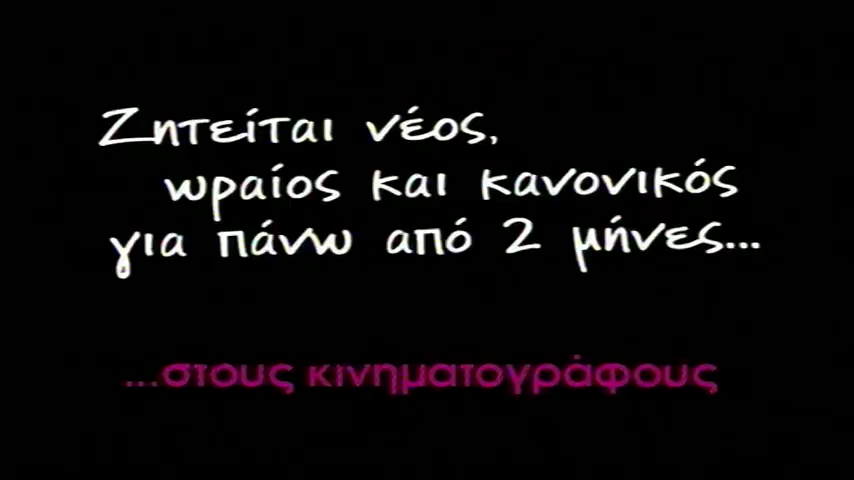 Ζητείται νέος,
ωραίος και κανονικός
για πάνω από 2 μήνες...
...στους κινηματογράφους